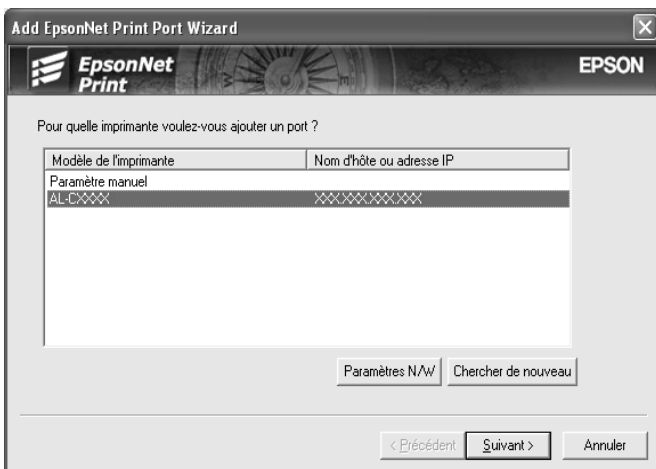 Add EpsonNet Print Port Wizard
EpsonNet
Print
EPSON
Pour quelle imprimante voulez-vous ajouter un port ?
Modèle de l'imprimante Nom d'hôte ou adresse IP
Paramètre manuel
AL-CXXXX XXX.XXX.XXX.XXX
Paramètres N/W Chercher de nouveau
< Précédent Suivant > Annuler